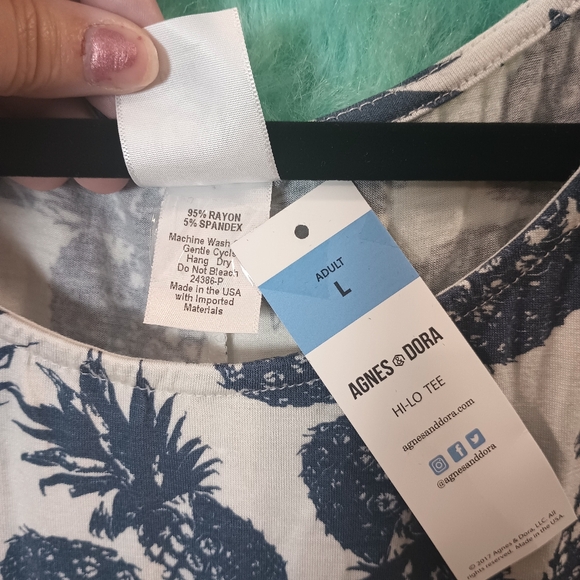 95% RAYON
5% SPANDEX
Machine Wash
Gentle Cycle
Hang Dry
Do Not Bleach
24386-P
Made in the USA
with Imported
Materials
ADULT
L
AGNES & DORA
HI-LO TEE
agnesanddora.com
@agnesanddora
© 2017 Agnes & Dora, LLC. All
rights reserved. Made in the USA.